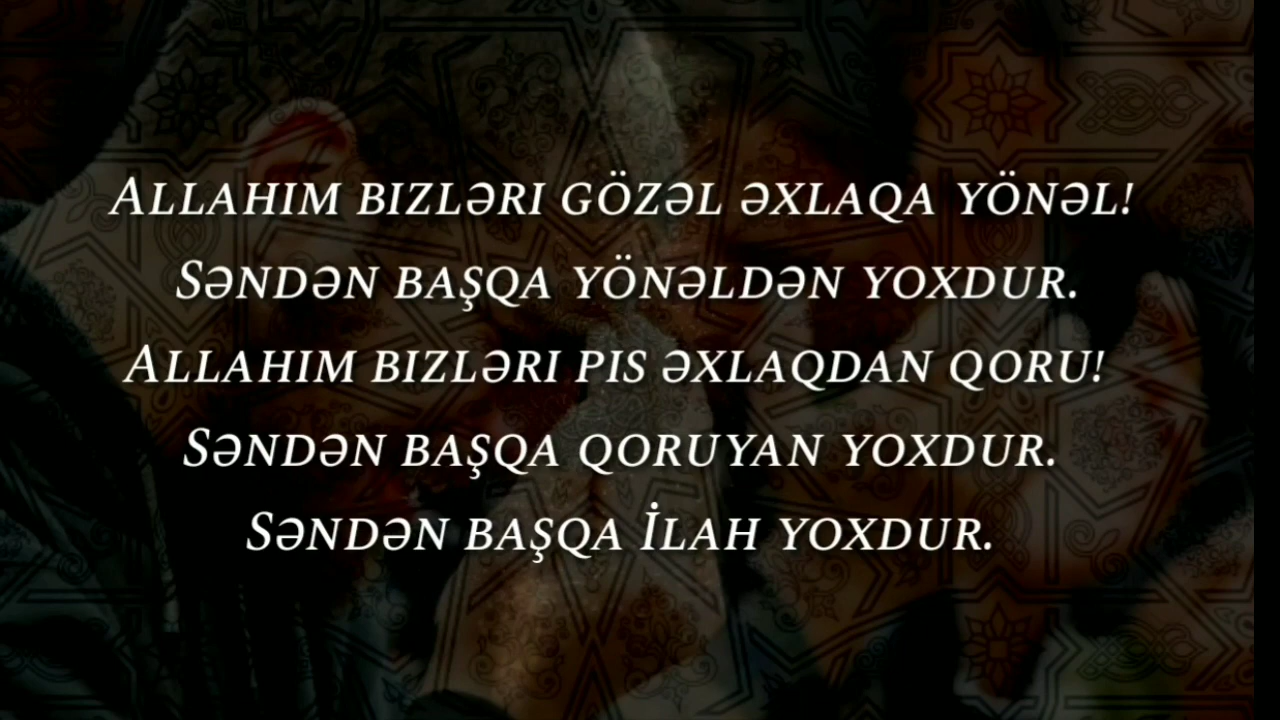 Allahim bizləri gözəl əxlaqa yönəl!
Səndən başqa yönəldən yoxdur.
Allahim bizləri pis əxlaqdan qoru!
Səndən başqa qoruyan yoxdur.
Səndən başqa İlah yoxdur.